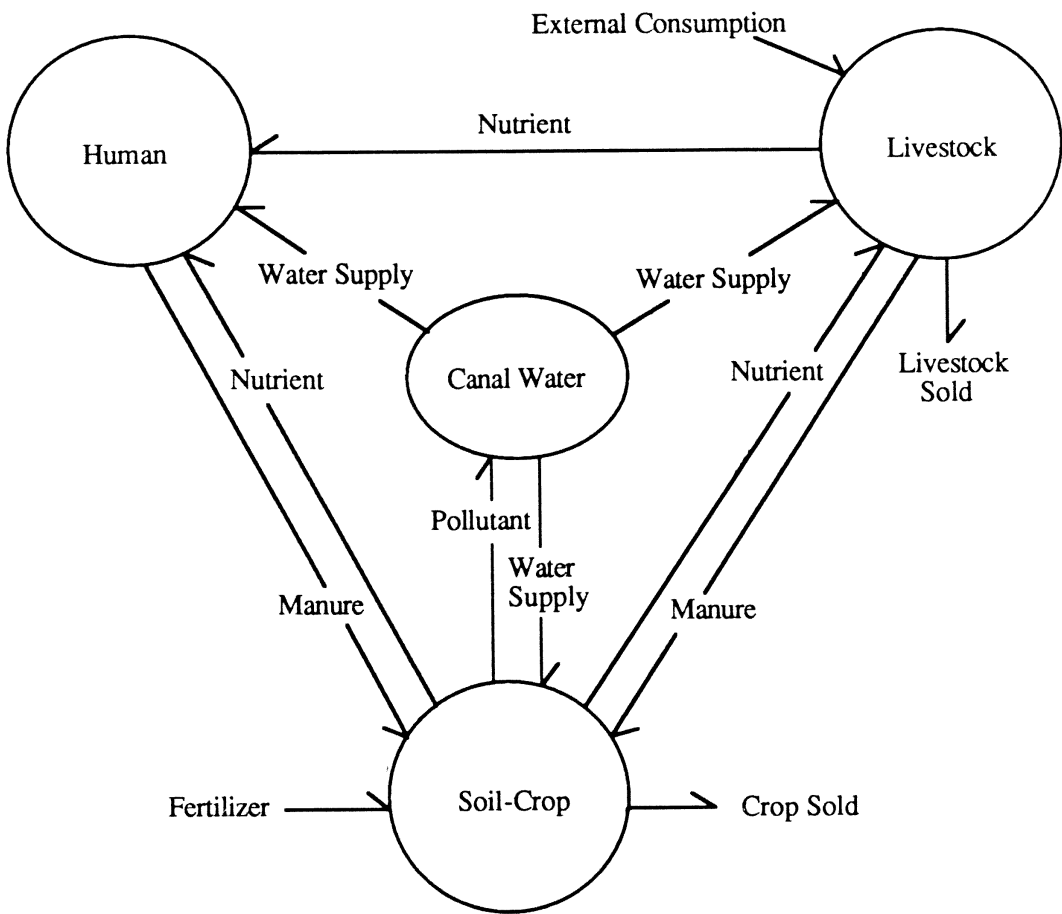 External Consumption
Nutrient
Human
Livestock
Water Supply
Water Supply
Nutrient
Canal Water
Nutrient
Livestock
Sold
Pollutant
Water
Supply
Manure
Manure
Fertilizer
Soil-Crop
Crop Sold